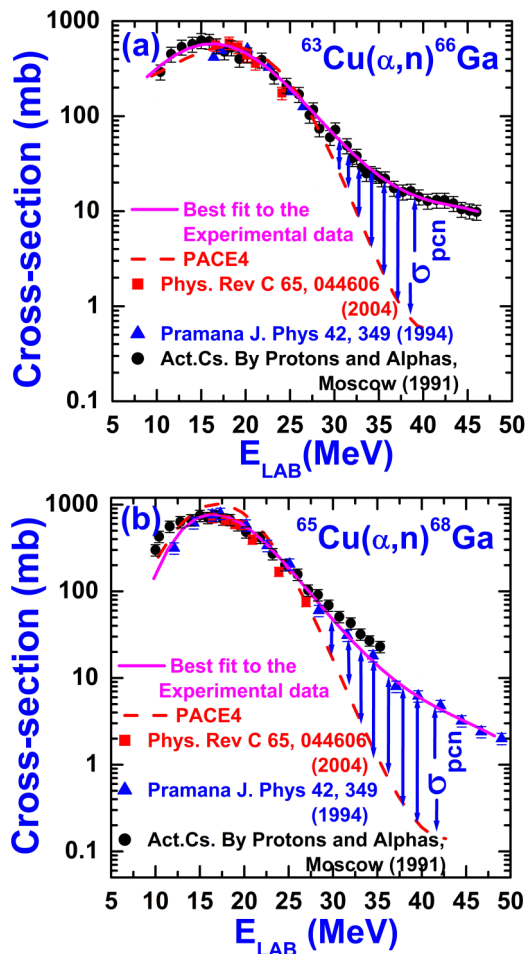 (a)
⁶³Cu(α,n)⁶⁶Ga
Cross-section (mb)
1000
100
10
1
0.1
Best fit to the
Experimental data
PACE4
Phys. Rev C 65, 044606
(2004)
Pramana J. Phys 42, 349 (1994)
Act.Cs. By Protons and Alphas,
Moscow (1991)
σpcn
5 10 15 20 25 30 35 40 45 50
E_LAB(MeV)
(b)
⁶⁵Cu(α,n)⁶⁸Ga
Cross-section (mb)
1000
100
10
1
0.1
Best fit to the
Experimental data
PACE4
Phys. Rev C 65, 044606
(2004)
Pramana J. Phys 42, 349
(1994)
Act.Cs. By Protons and Alphas,
Moscow (1991)
σpcn
5 10 15 20 25 30 35 40 45 50
E_LAB(MeV)